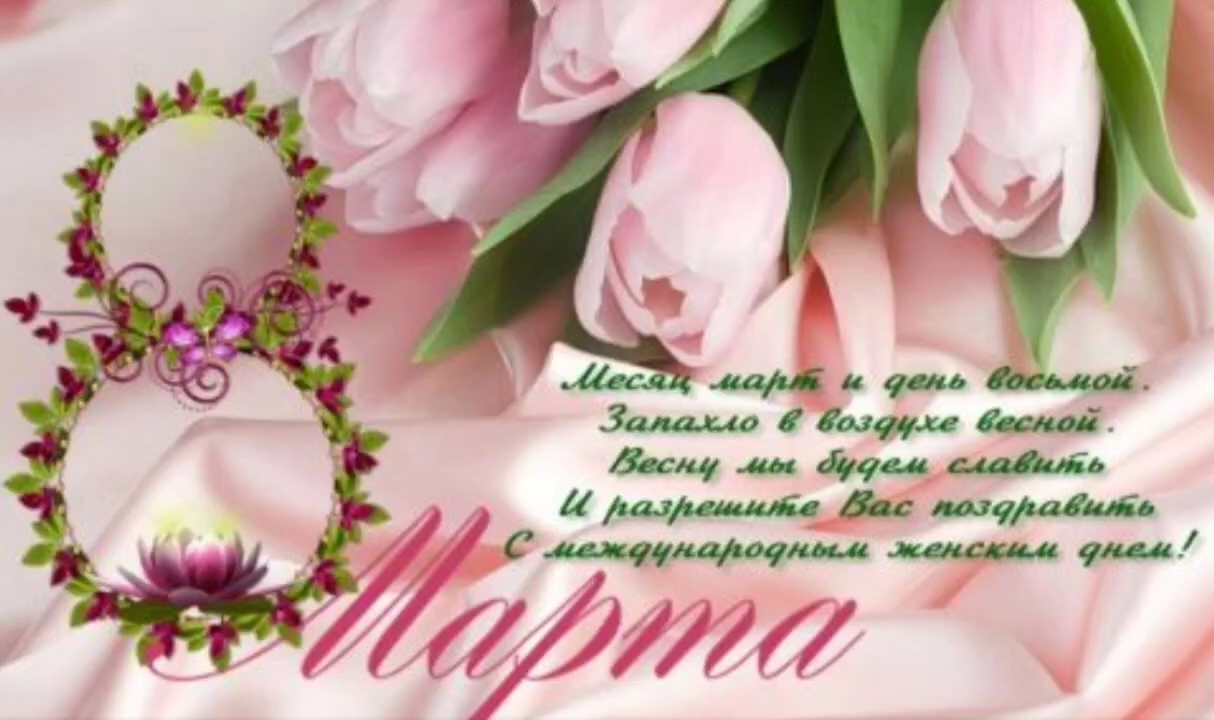 8 Марта
Месяц март и день восьмой.
Запахло в воздухе весной.
Весну мы будем славить
И разрешите Вас поздравить
С международным женским днем!